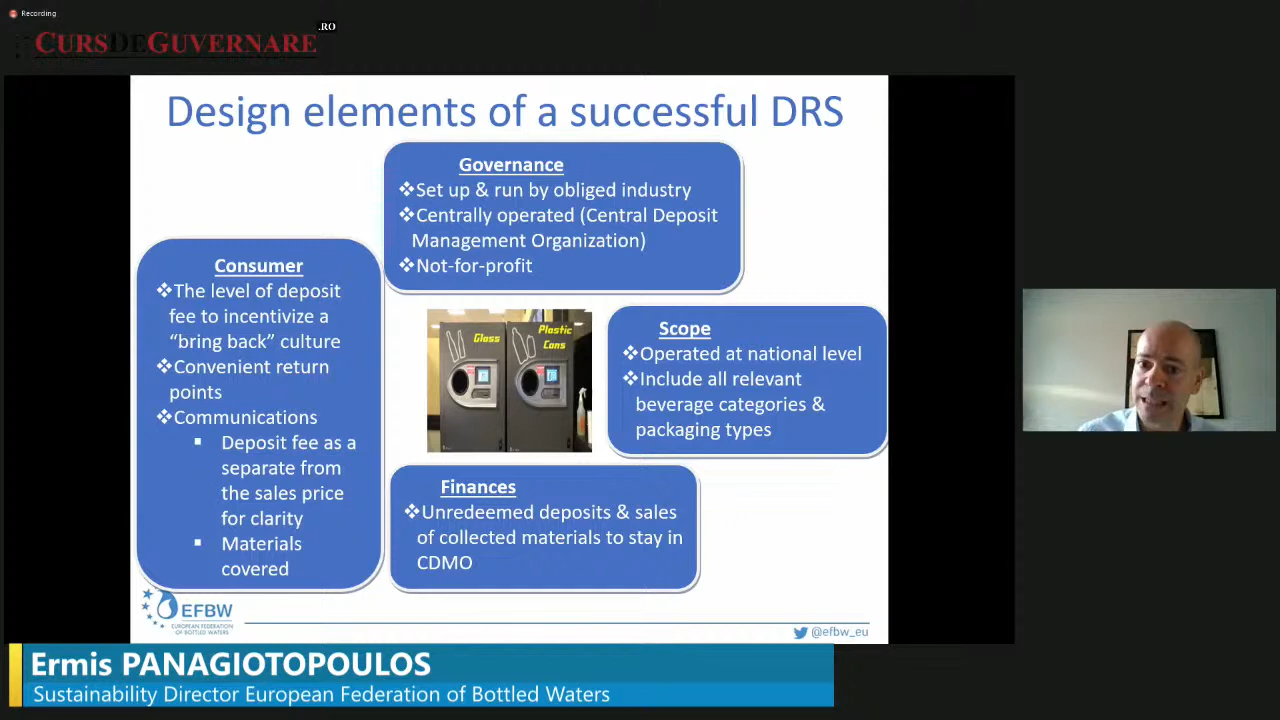 Recording
CURSDEGUVERNARE
.RO
Design elements of a successful DRS
Governance
❖Set up & run by obliged industry
❖Centrally operated (Central Deposit
Management Organization)
❖Not-for-profit
Consumer
❖The level of deposit
fee to incentivize a
“bring back” culture
❖Convenient return
points
❖Communications
▪ Deposit fee as a
separate from
the sales price
for clarity
▪ Materials
covered
Glass
Plastic
Cans
Scope
❖Operated at national level
❖Include all relevant
beverage categories &
packaging types
Finances
❖Unredeemed deposits & sales
of collected materials to stay in
CDMO
EFBW
EUROPEAN FEDERATION
OF BOTTLED WATERS
@efbw_eu
Ermis PANAGIOTOPOULOS
Sustainability Director European Federation of Bottled Waters